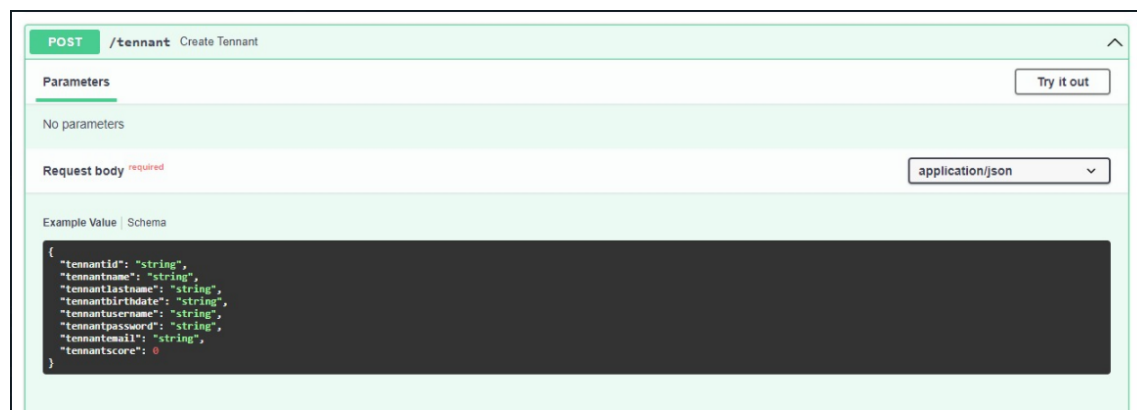 POST /tennant Create Tennant
Parameters
Try it out
No parameters
Request body required
application/json
Example Value | Schema
{
"tennantid": "string",
"tennantname": "string",
"tennantlastname": "string",
"tennantbirthdate": "string",
"tennantusername": "string",
"tennantpassword": "string",
"tennantemail": "string",
"tennantscore": 0
}